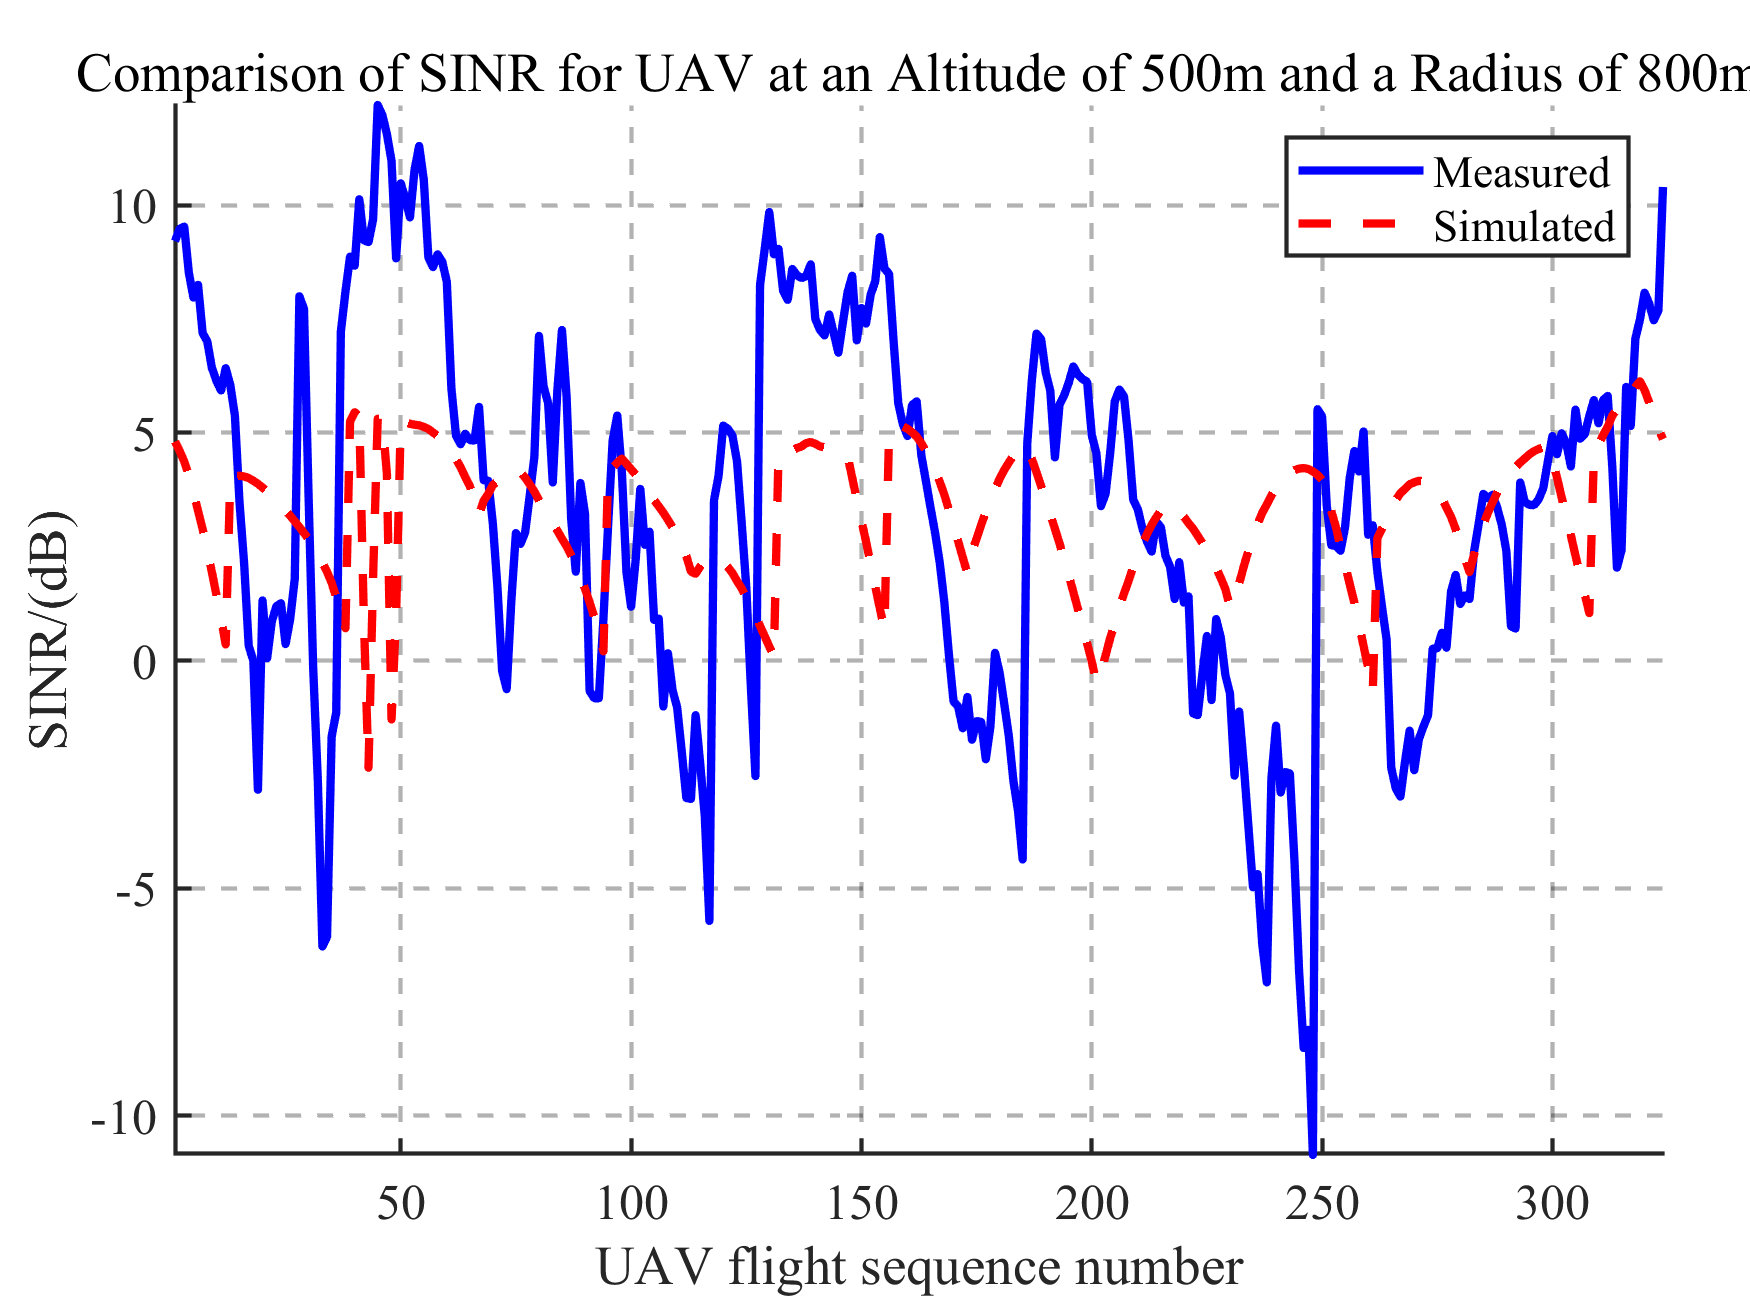 Comparison of SINR for UAV at an Altitude of 500m and a Radius of 800m
Measured
Simulated
10
5
0
-5
-10
SINR/(dB)
50 100 150 200 250 300
UAV flight sequence number